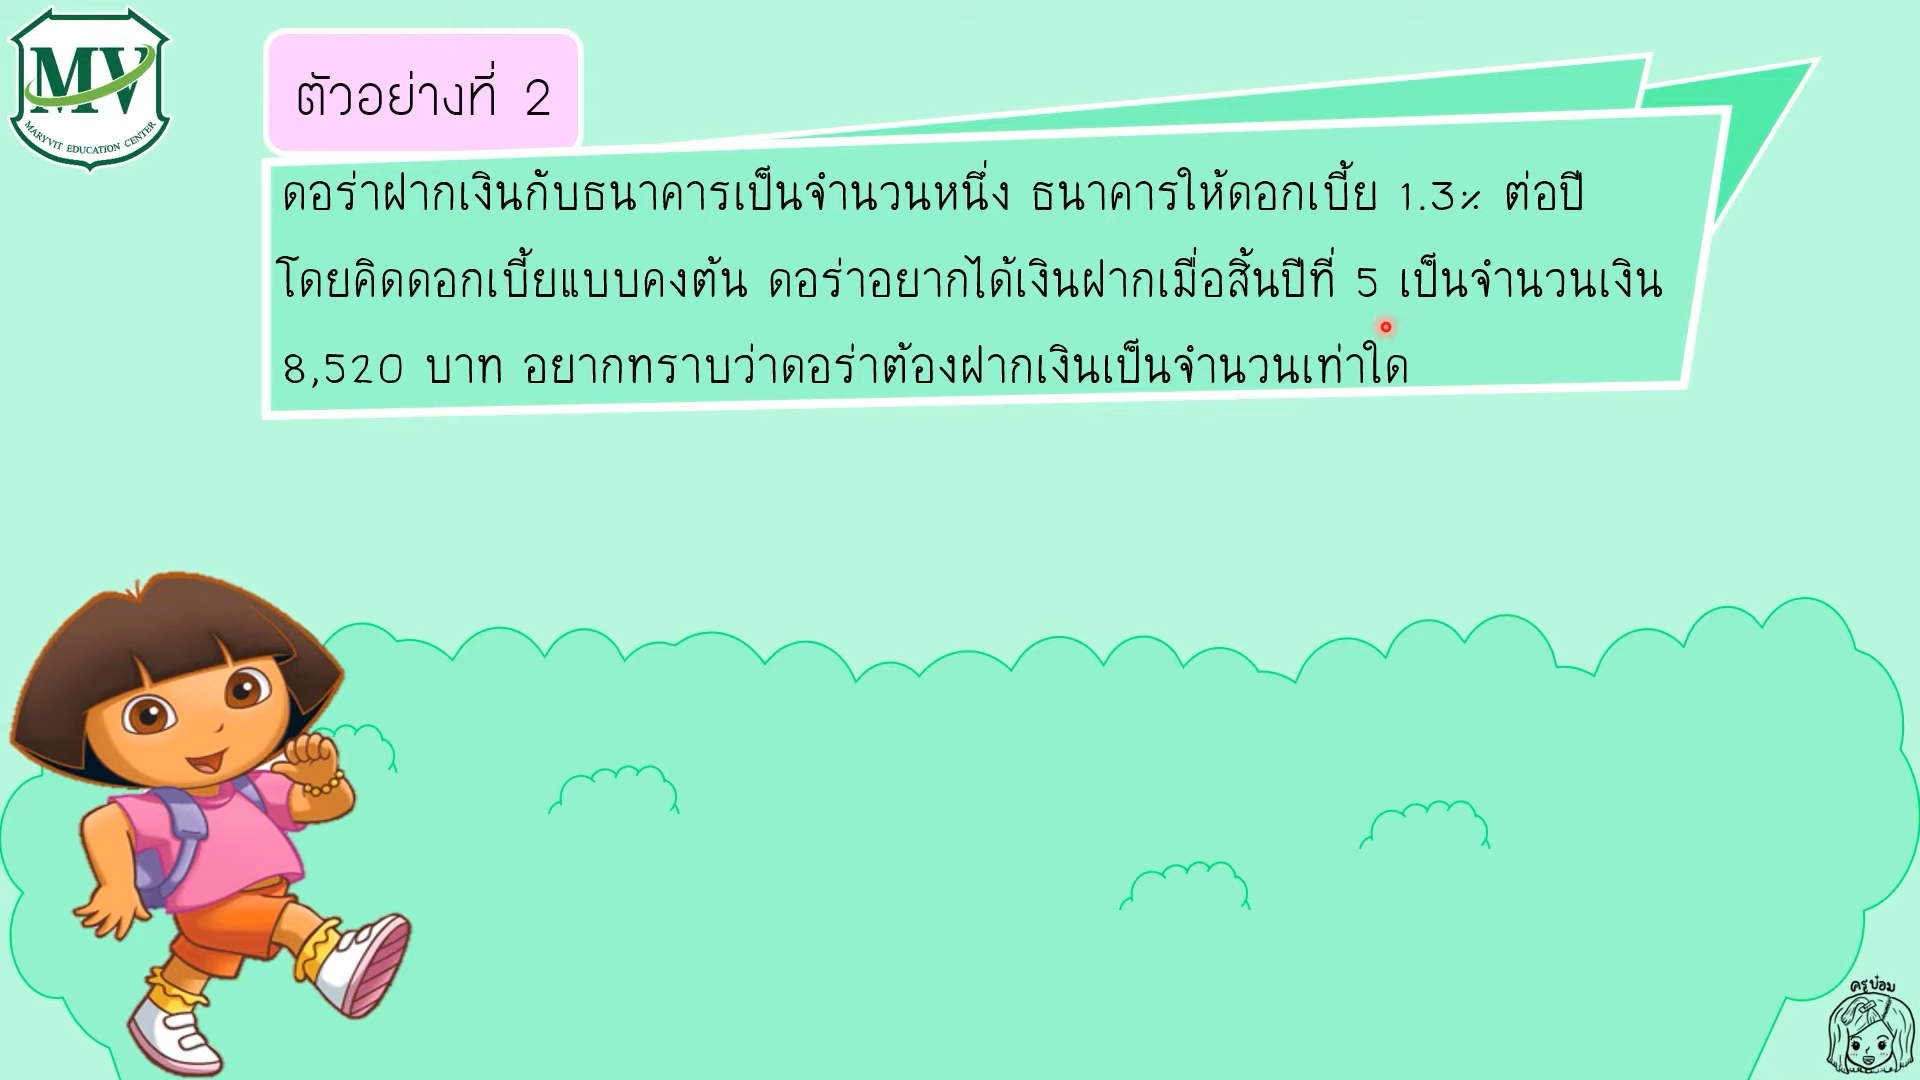 MV
MARYVIT EDUCATION CENTER
ตัวอย่างที่ 2
ดอร่าฝากเงินกับธนาคารเป็นจำนวนหนึ่ง ธนาคารให้ดอกเบี้ย 1.3% ต่อปี
โดยคิดดอกเบี้ยแบบคงต้น ดอร่าอยากได้เงินฝากเมื่อสิ้นปีที่ 5 เป็นจำนวนเงิน
8,520 บาท อยากทราบว่าดอร่าต้องฝากเงินเป็นจำนวนเท่าใด
ครูป๋อม